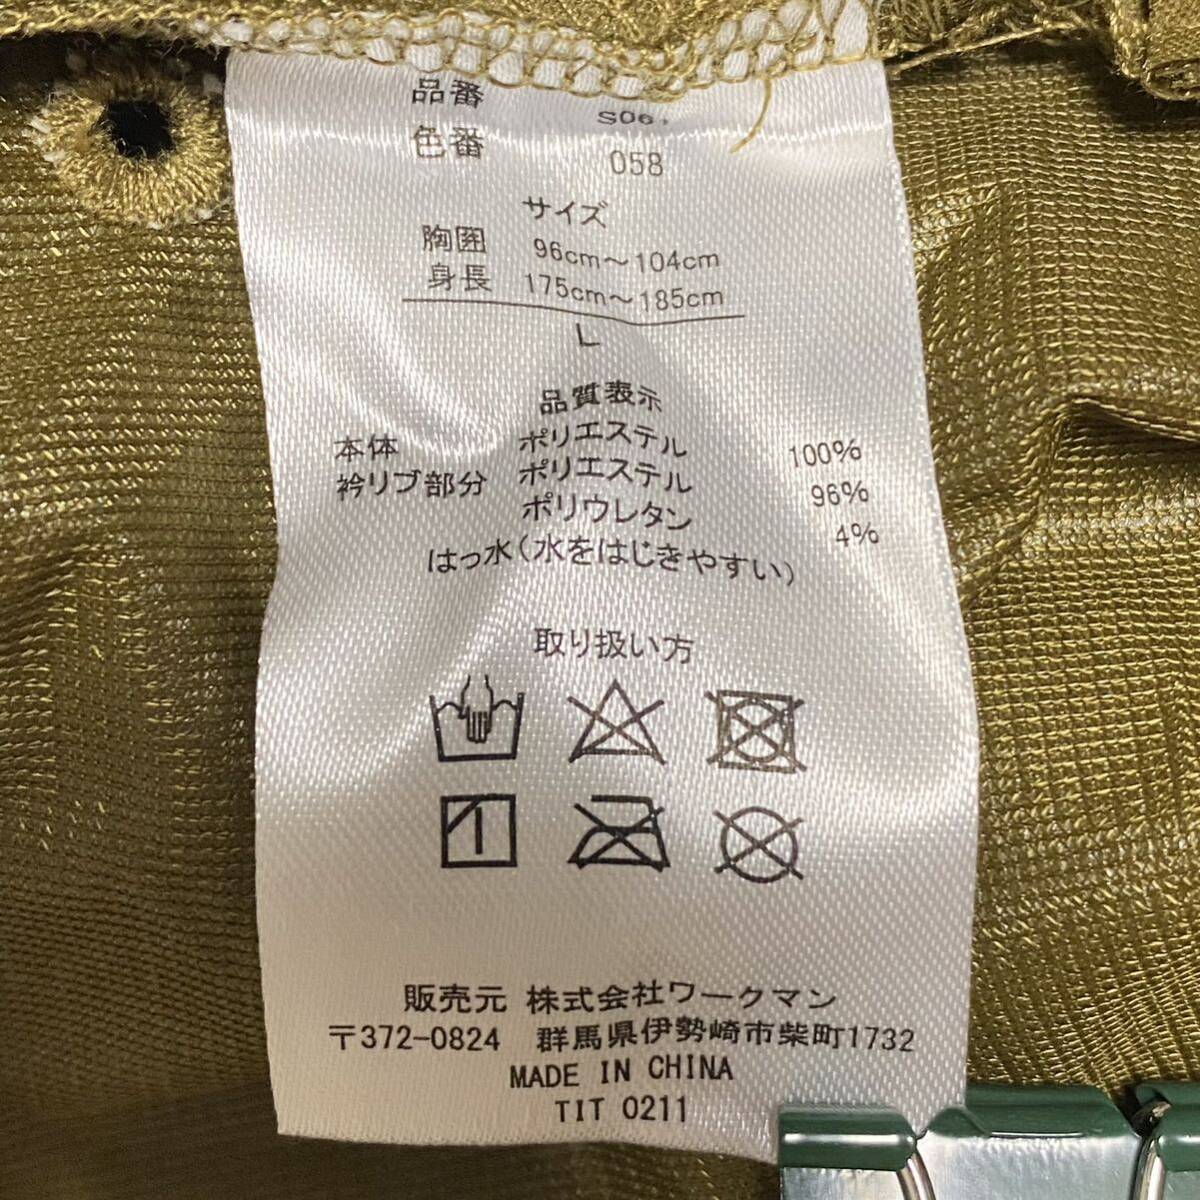 品番
色番 058
サイズ
胸囲 96cm～104cm
身長 175cm～185cm
L
品質表示
本体 ポリエステル 100%
衿リブ部分 ポリエステル 96%
ポリウレタン 4%
はっ水(水をはじきやすい)
取り扱い方
販売元 株式会社ワークマン
〒372-0824 群馬県伊勢崎市柴町1732
MADE IN CHINA
TIT 0211